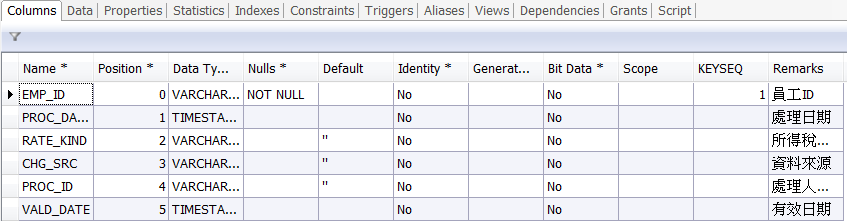 Columns Data Properties Statistics Indexes Constraints Triggers Aliases Views Dependencies Grants Script
Name * Position * Data Ty... Nulls * Default Identity * Generat... Bit Data * Scope KEYSEQ Remarks
EMP_ID 0 VARCHAR... NOT NULL No No 1 員工ID
PROC_DA... 1 TIMESTA... No No 處理日期
RATE_KIND 2 VARCHAR... '' No No 所得稅...
CHG_SRC 3 VARCHAR... '' No No 資料來源
PROC_ID 4 VARCHAR... '' No No 處理人...
VALD_DATE 5 TIMESTA... No No 有效日期